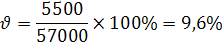 ϑ = 5500/57000 × 100% = 9,6%